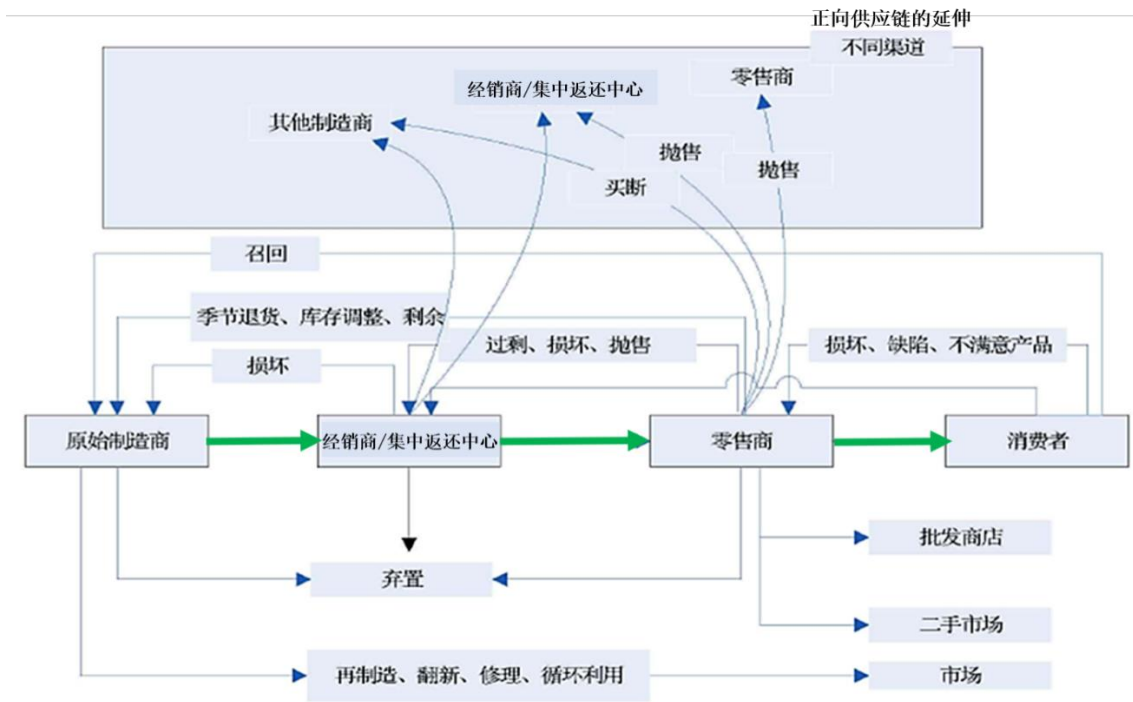 正向供应链的延伸
不同渠道
零售商
经销商/集中返还中心
其他制造商
抛售
抛售
买断
召回
季节退货、库存调整、剩余
过剩、损坏、抛售
损坏、缺陷、不满意产品
损坏
原始制造商
经销商/集中返还中心
零售商
消费者
批发商店
弃置
二手市场
再制造、翻新、修理、循环利用
市场